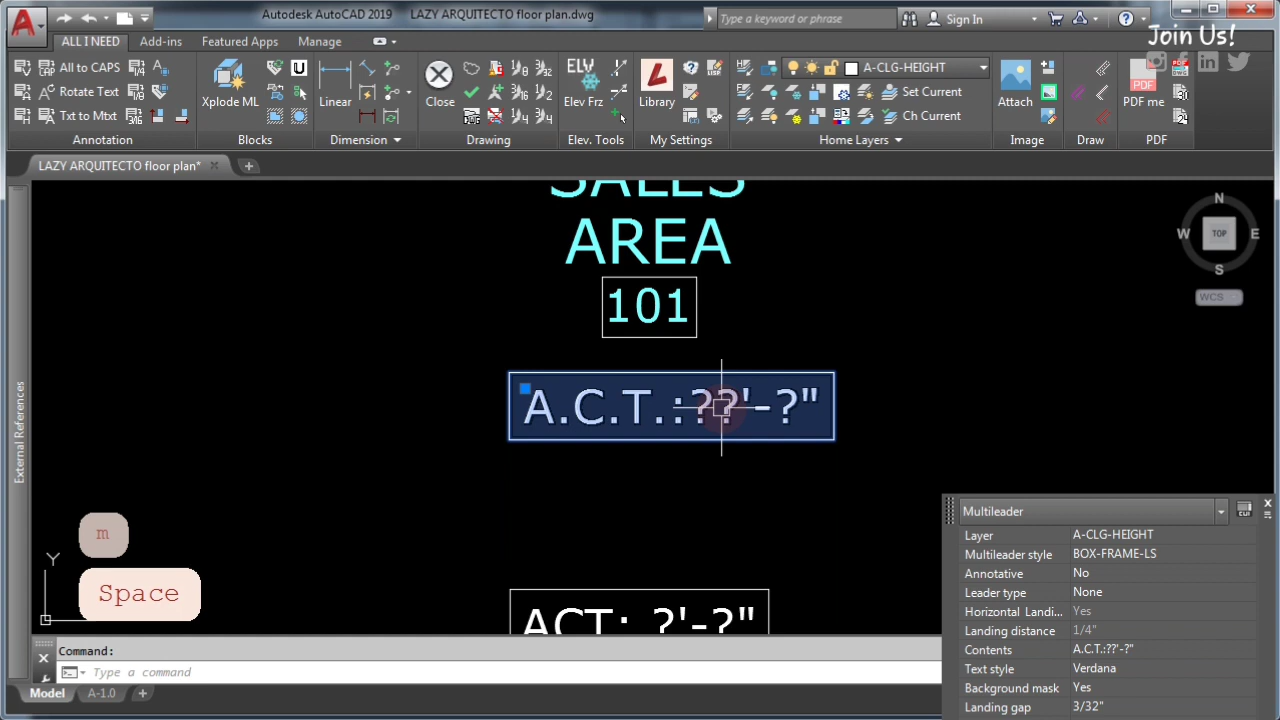 Autodesk AutoCAD 2019 LAZY ARQUITECTO floor plan.dwg
Type a keyword or phrase
Sign In
Join Us!
ALL I NEED Add-ins Featured Apps Manage
All to CAPS
Rotate Text
Txt to Mtxt
Annotation
Xplode ML
Blocks
Linear
Dimension
Close
Drawing
ELV
Elev Frz
Elev. Tools
Library
My Settings
A-CLG-HEIGHT
Set Current
Ch Current
Home Layers
Attach
Image
Draw
PDF
PDF me
PDF
LAZY ARQUITECTO floor plan*
External References
SALES
AREA
101
A.C.T.:??'-?"
ACT: ?'-?"
N
W TOP E
S
WCS
m
Space
Y
Multileader
Layer A-CLG-HEIGHT
Multileader style BOX-FRAME-LS
Annotative No
Leader type None
Horizontal Landi... Yes
Landing distance 1/4"
Contents A.C.T.:??'-?"
Text style Verdana
Background mask Yes
Landing gap 3/32"
Command:
Type a command
Model A-1.0